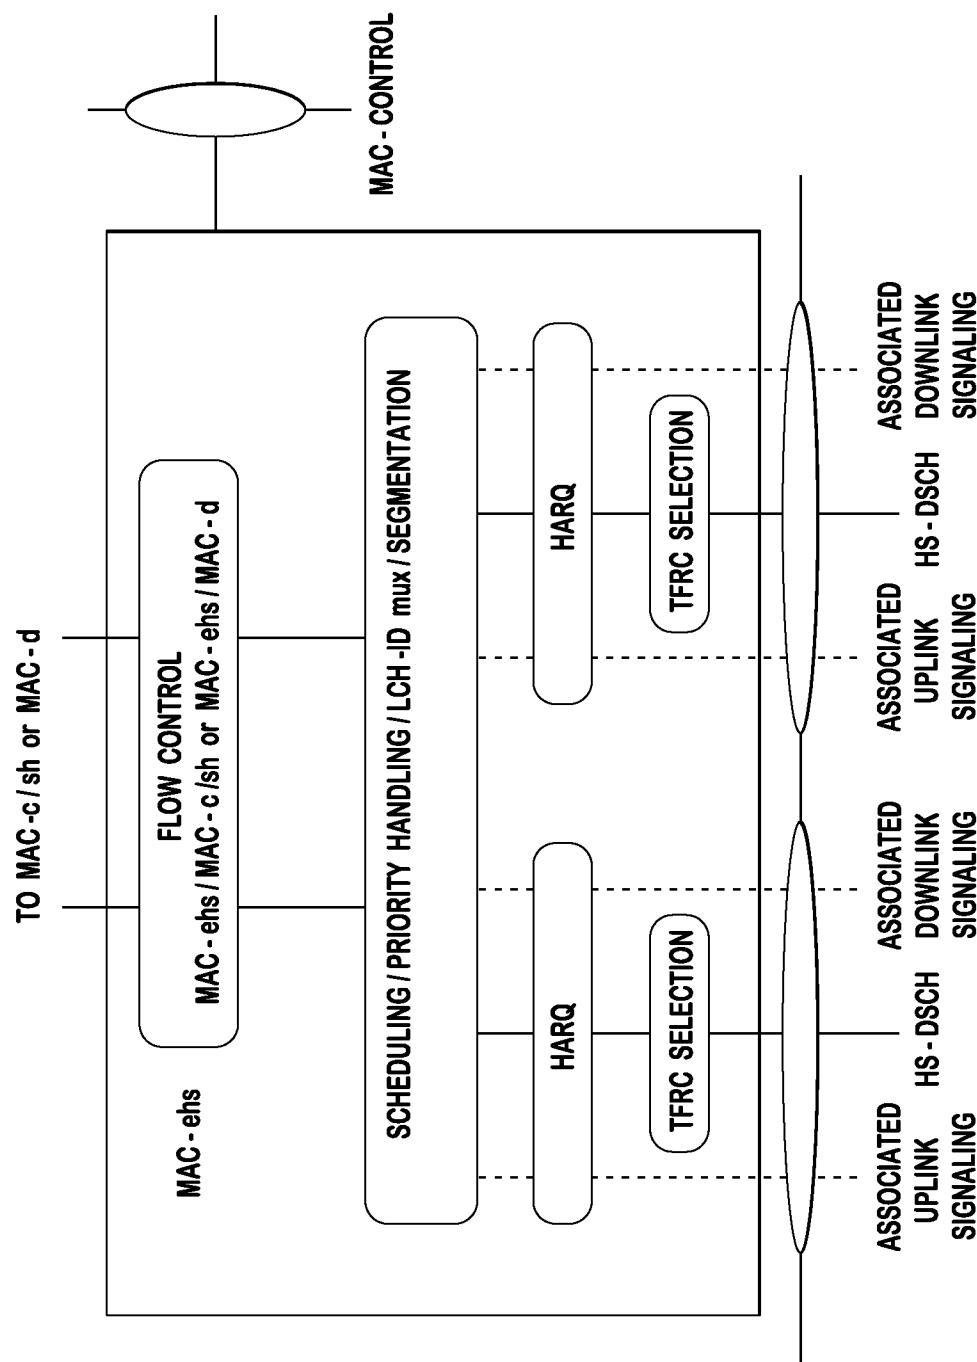 TO MAC-c/sh or MAC-d
MAC-ehs
FLOW CONTROL
MAC-ehs/MAC-c/sh or MAC-ehs/MAC-d
MAC-CONTROL
SCHEDULING/PRIORITY HANDLING/LCH-ID mux/SEGMENTATION
HARQ
HARQ
TFRC SELECTION
TFRC SELECTION
ASSOCIATED
UPLINK
SIGNALING
HS-DSCH
ASSOCIATED
DOWNLINK
SIGNALING
ASSOCIATED
UPLINK
SIGNALING
HS-DSCH
ASSOCIATED
DOWNLINK
SIGNALING